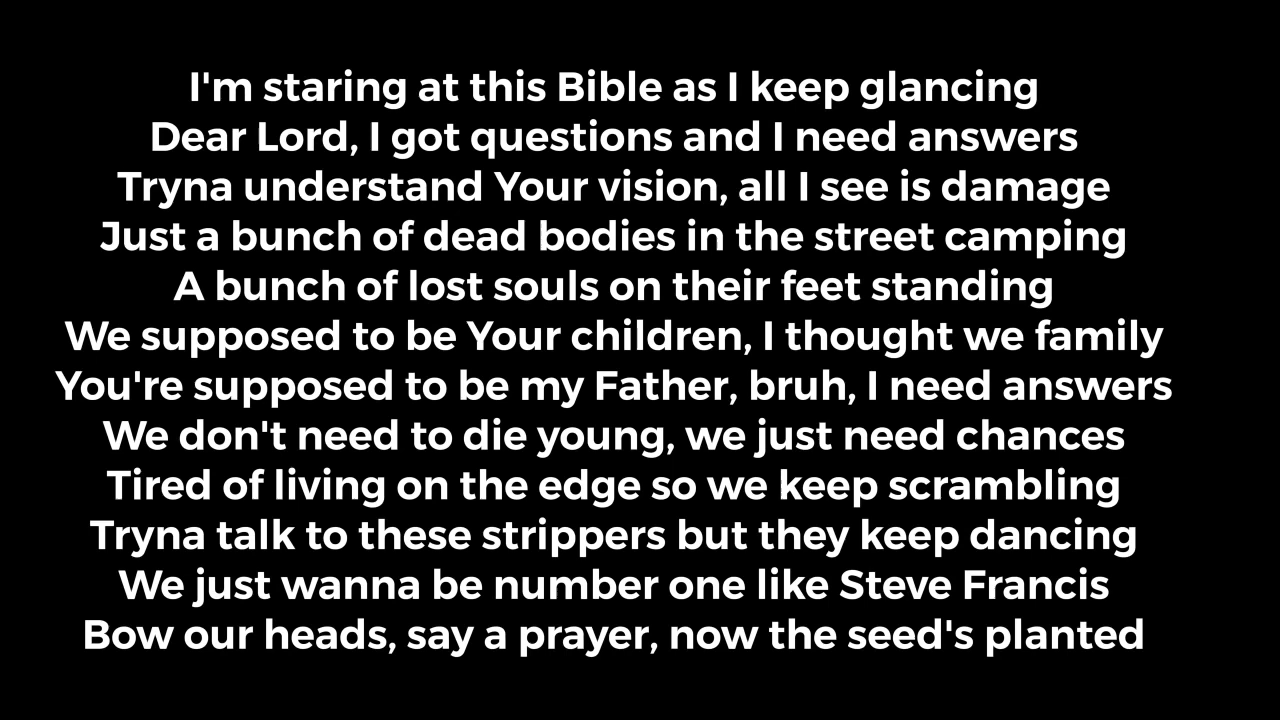 I'm staring at this Bible as I keep glancing
Dear Lord, I got questions and I need answers
Tryna understand Your vision, all I see is damage
Just a bunch of dead bodies in the street camping
A bunch of lost souls on their feet standing
We supposed to be Your children, I thought we family
You're supposed to be my Father, bruh, I need answers
We don't need to die young, we just need chances
Tired of living on the edge so we keep scrambling
Tryna talk to these strippers but they keep dancing
We just wanna be number one like Steve Francis
Bow our heads, say a prayer, now the seed's planted